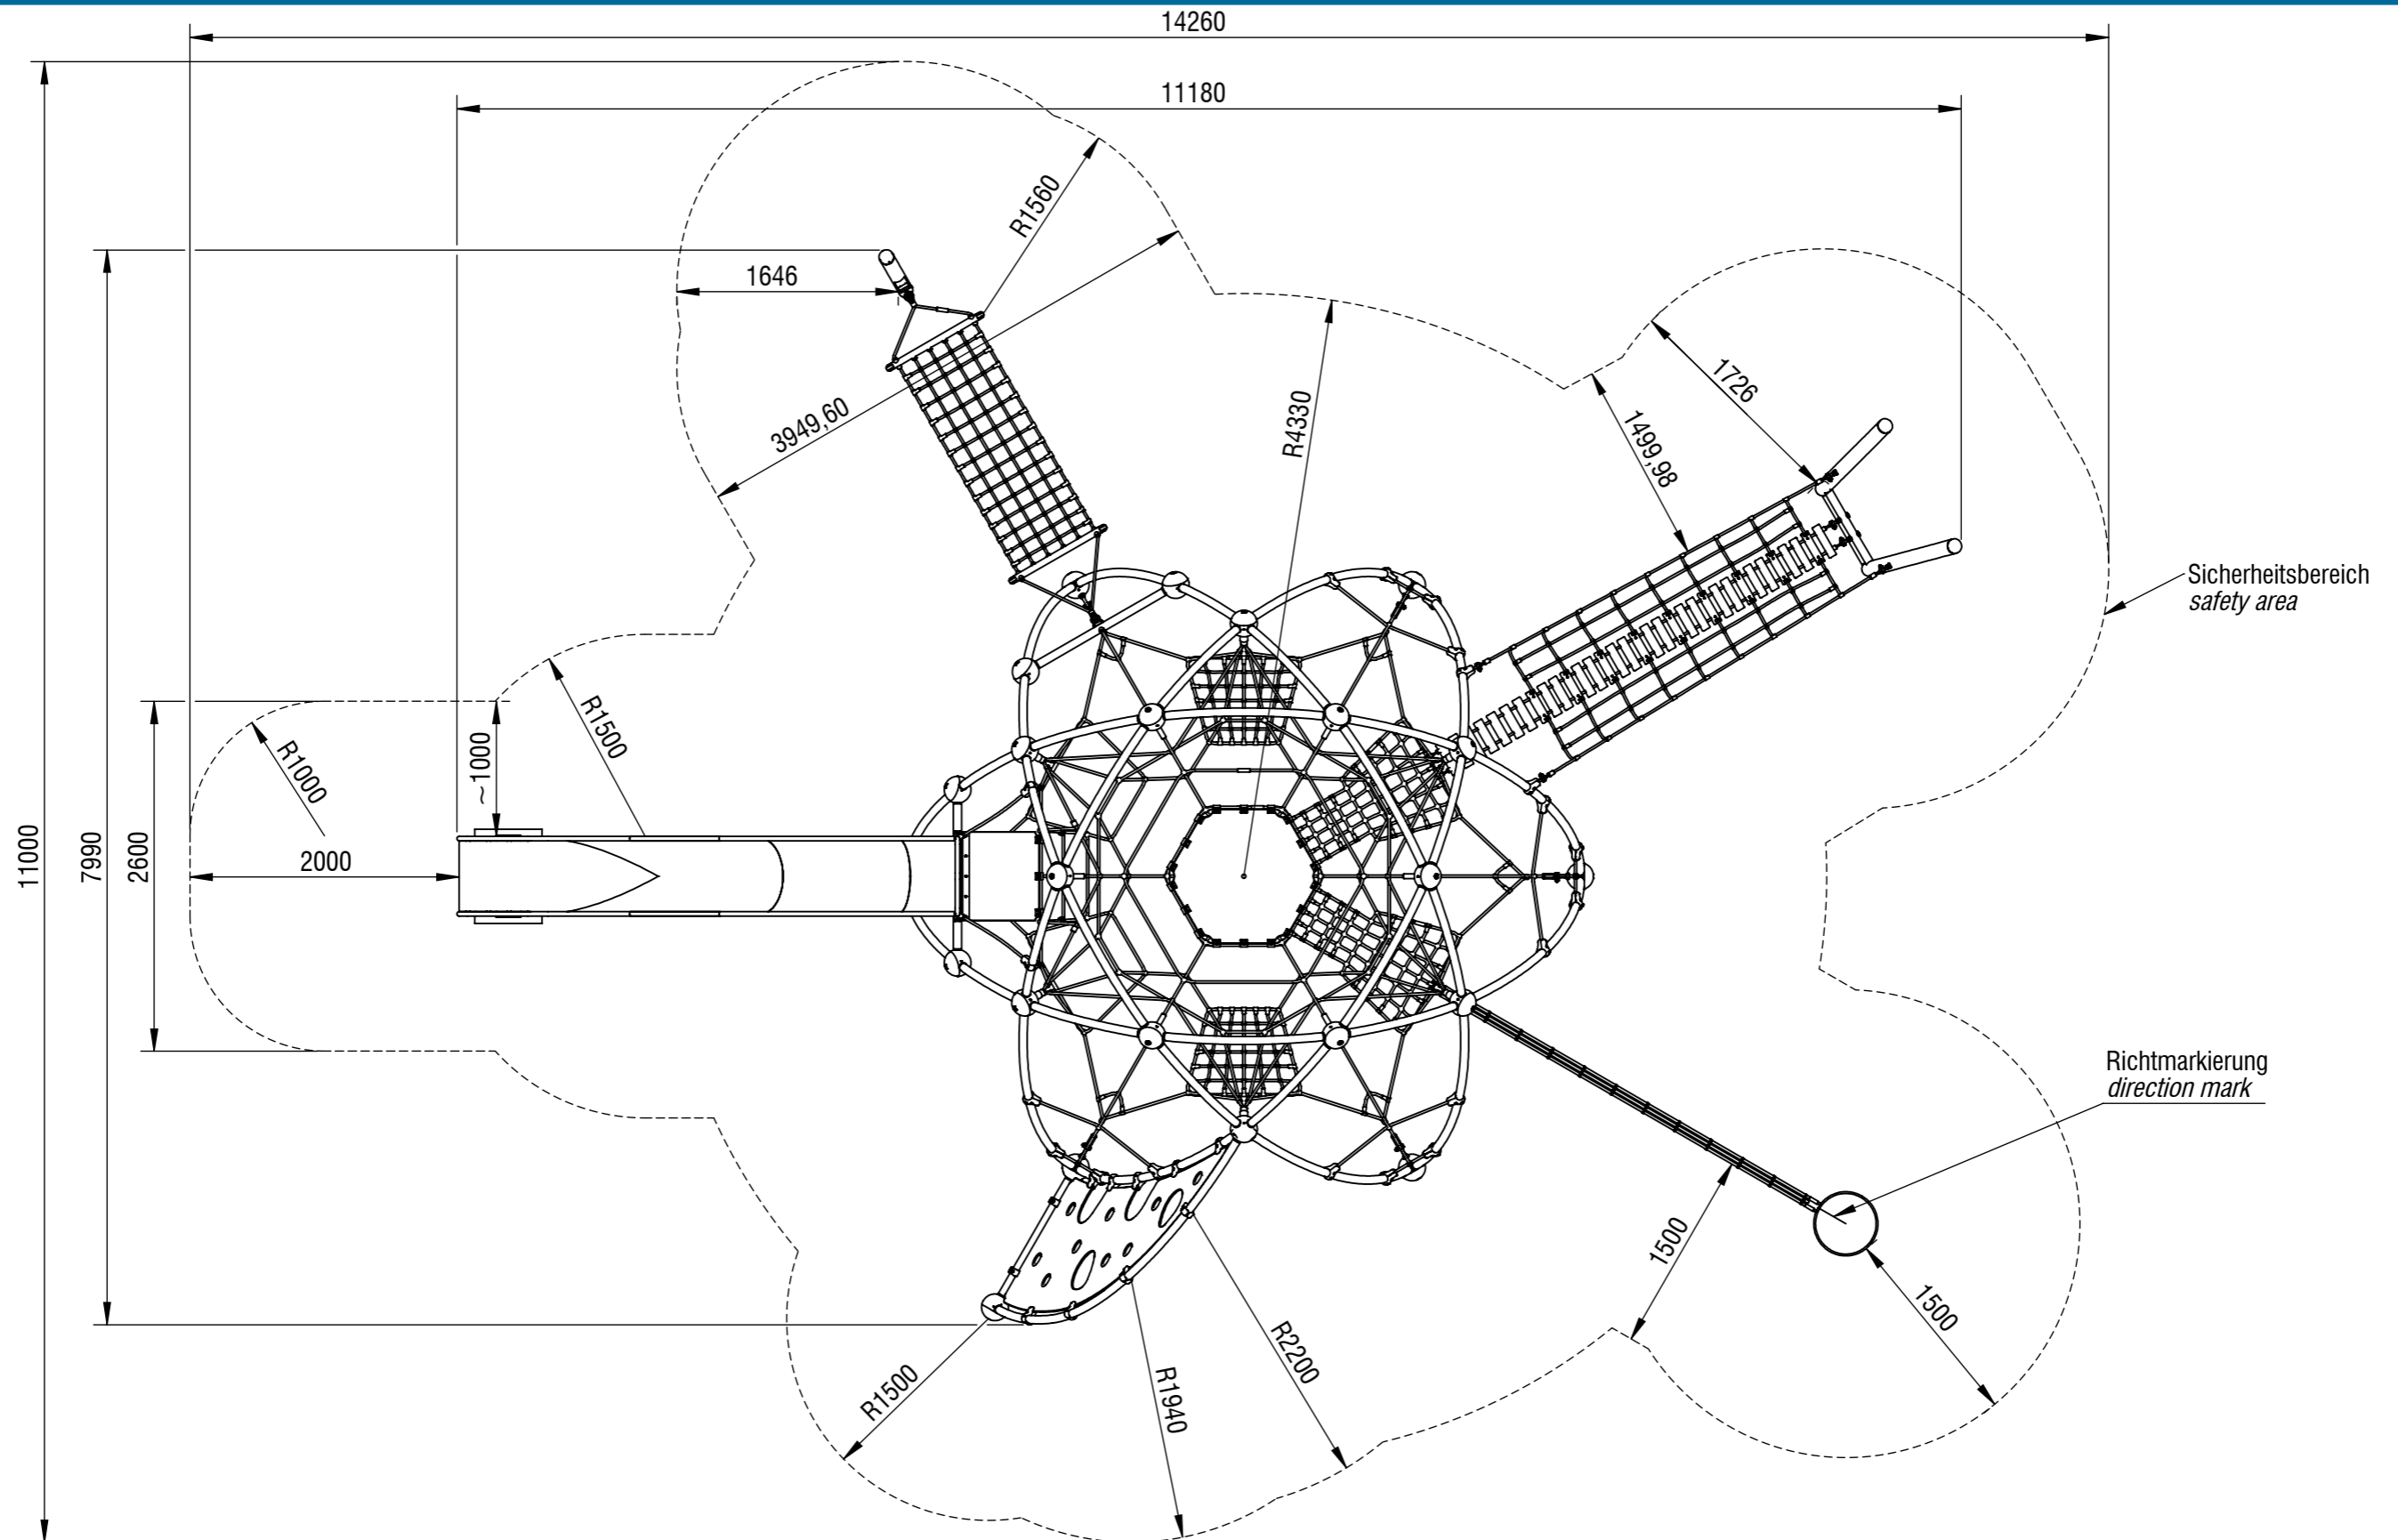 14260
11180
R1560
1646
3949,60
R4330
1726
1499,98
Sicherheitsbereich
safety area
R1500
R1000
~1000
11000
7990
2600
2000
Richtmarkierung
direction mark
1500
1500
R2200
R1940
R1500